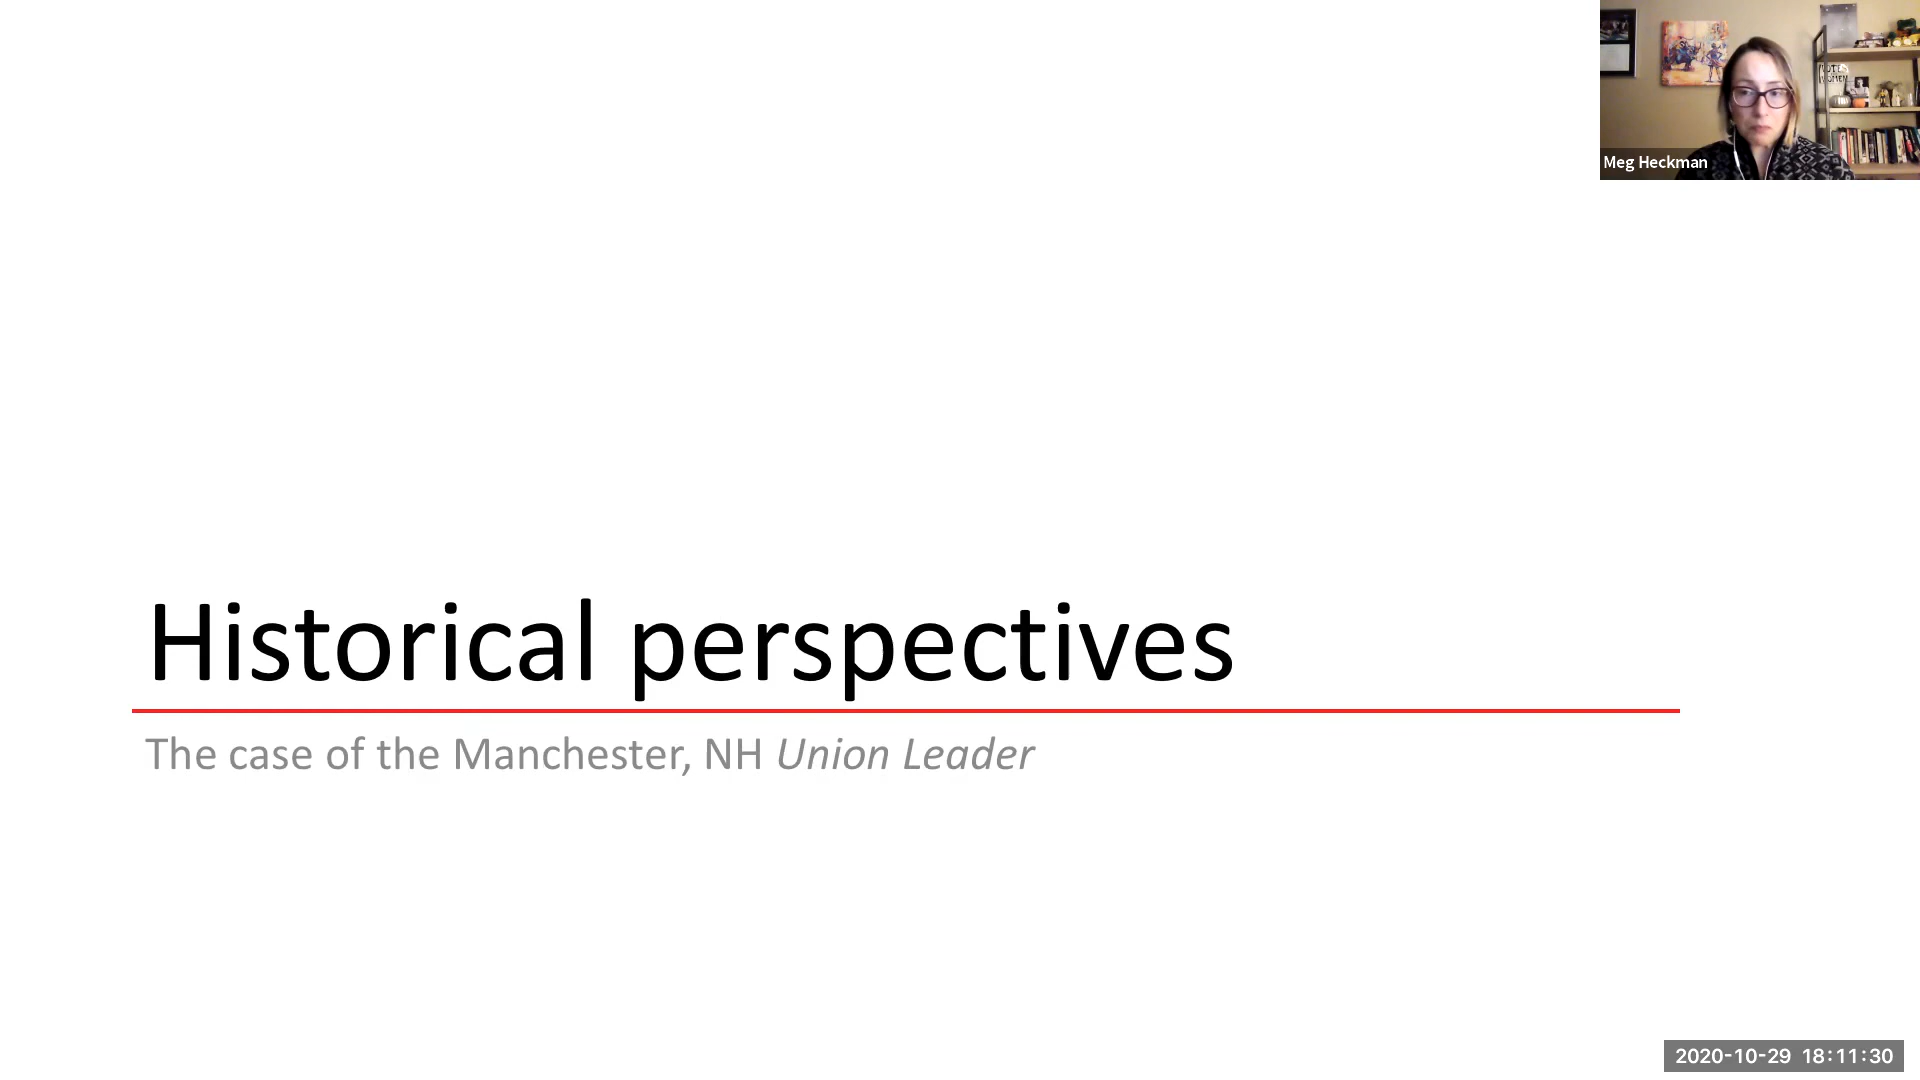 Meg Heckman
Historical perspectives
The case of the Manchester, NH Union Leader
2020-10-29 18:11:30